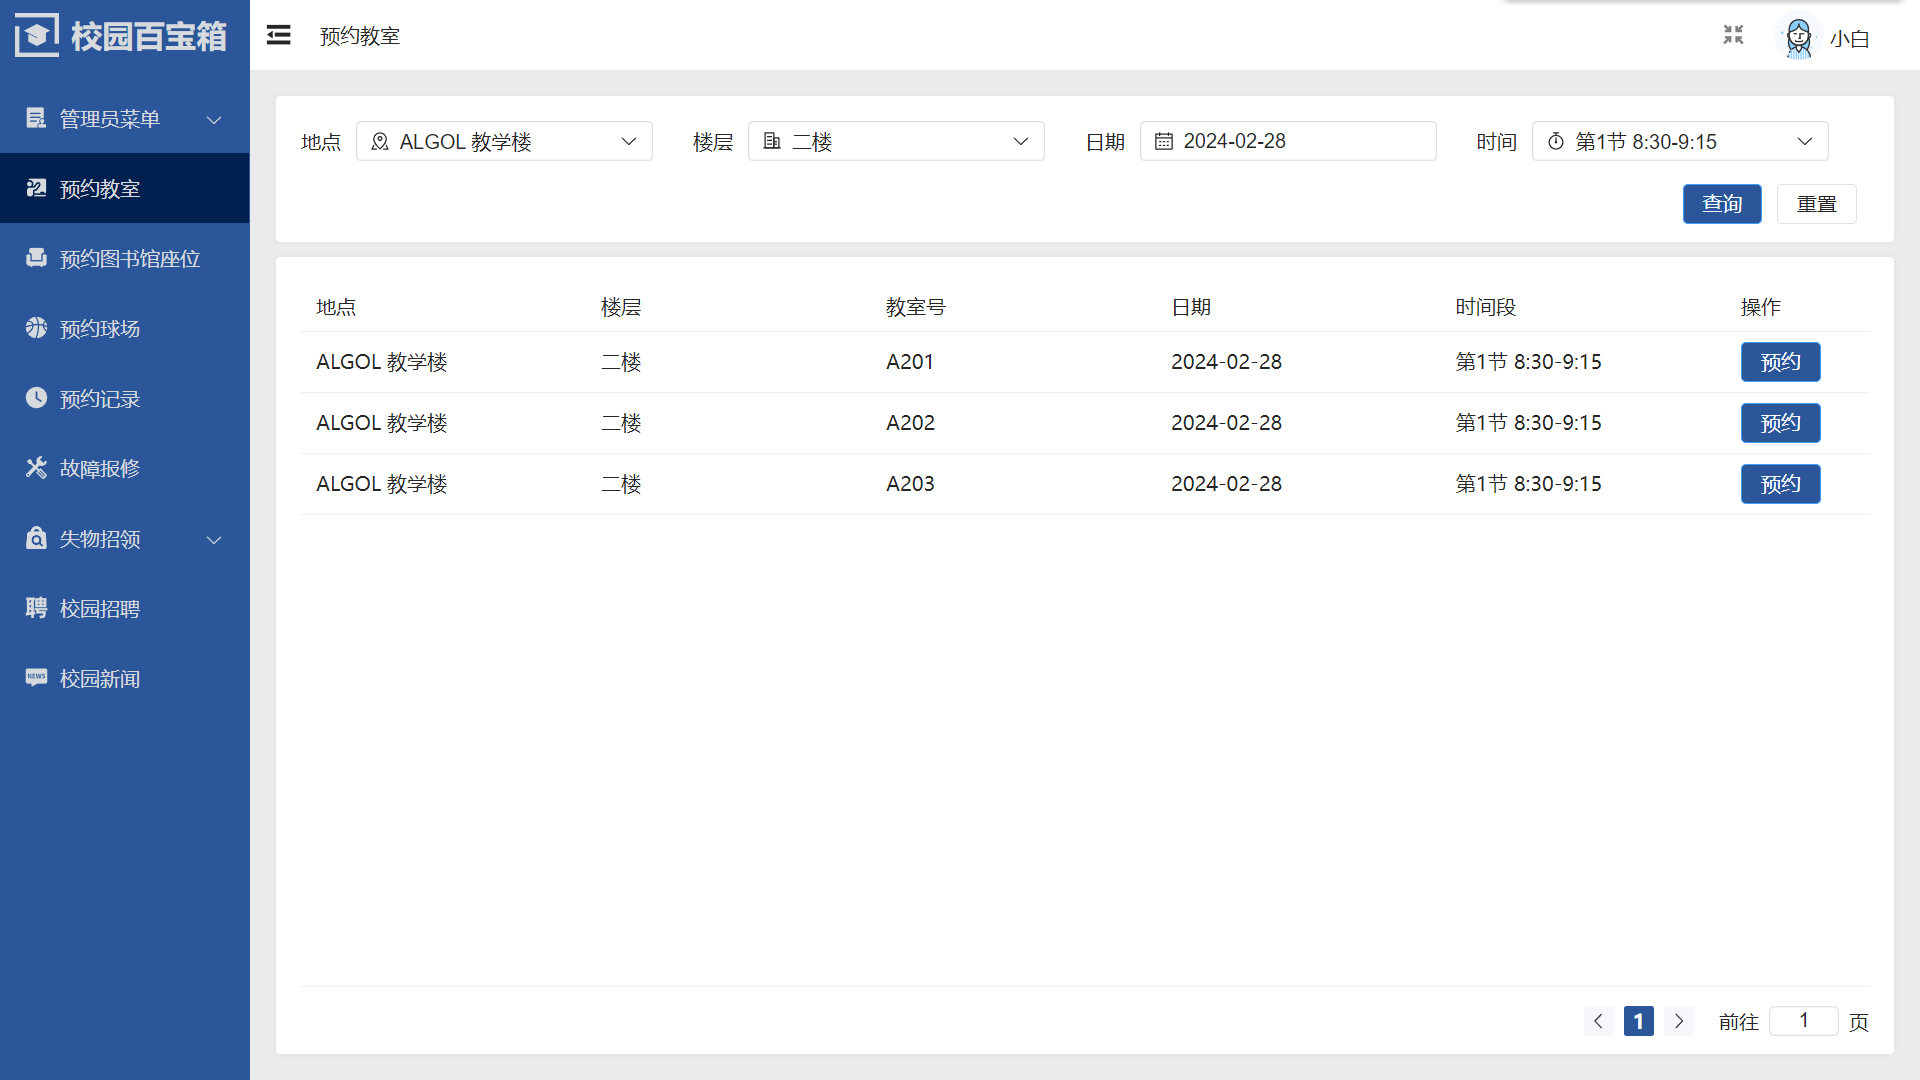 校园百宝箱
预约教室
小白
管理员菜单
预约教室
预约图书馆座位
预约球场
预约记录
故障报修
失物招领
聘 校园招聘
NEWS 校园新闻
地点 ALGOL 教学楼 楼层 二楼 日期 2024-02-28 时间 第1节 8:30-9:15
查询 重置
地点 楼层 教室号 日期 时间段 操作
ALGOL 教学楼 二楼 A201 2024-02-28 第1节 8:30-9:15 预约
ALGOL 教学楼 二楼 A202 2024-02-28 第1节 8:30-9:15 预约
ALGOL 教学楼 二楼 A203 2024-02-28 第1节 8:30-9:15 预约
1 前往 1 页